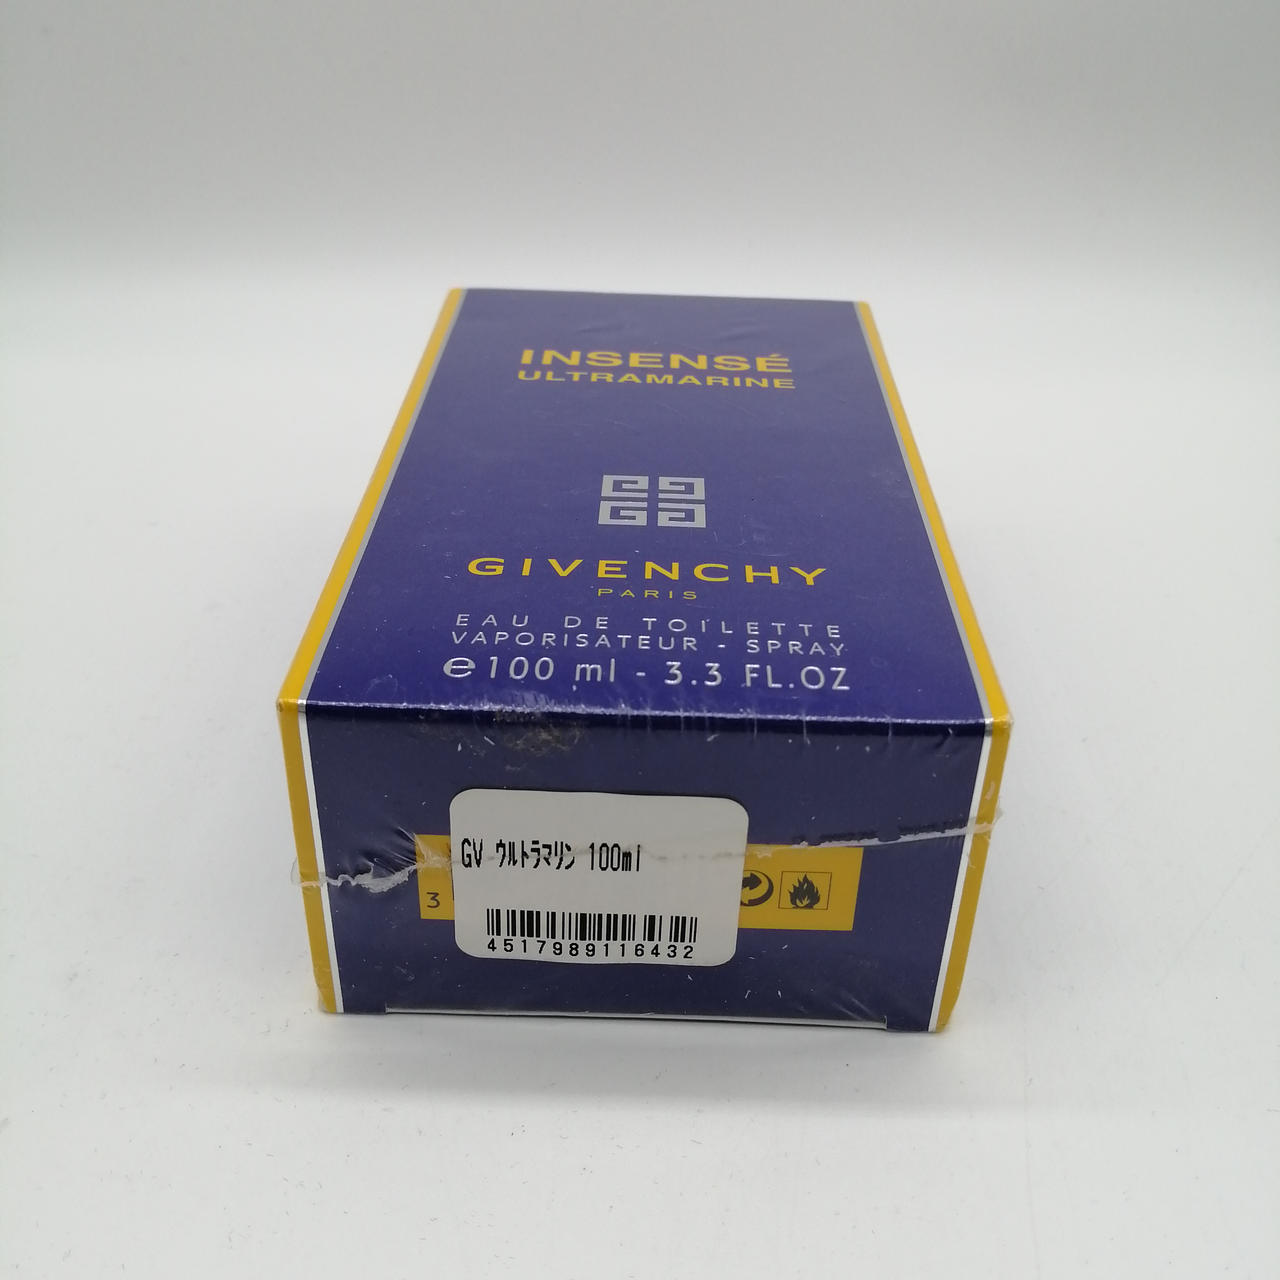 INSENSÉ
ULTRAMARINE
GIVENCHY
PARIS
EAU DE TOILETTE
VAPORISATEUR - SPRAY
℮ 100 ml - 3.3 FL.OZ
GV ウルトラマリン 100ml
3
4517989116432